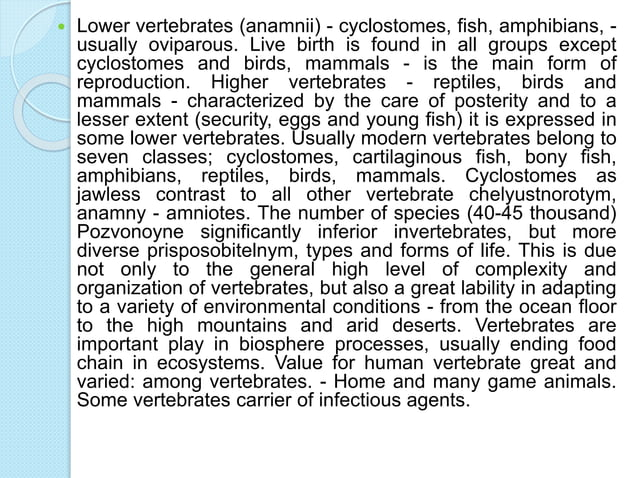 Lower vertebrates (anamnii) - cyclostomes, fish, amphibians, -
usually oviparous. Live birth is found in all groups except
cyclostomes and birds, mammals - is the main form of
reproduction. Higher vertebrates - reptiles, birds and
mammals - characterized by the care of posterity and to a
lesser extent (security, eggs and young fish) it is expressed in
some lower vertebrates. Usually modern vertebrates belong to
seven classes; cyclostomes, cartilaginous fish, bony fish,
amphibians, reptiles, birds, mammals. Cyclostomes as
jawless contrast to all other vertebrate chelyustnorotym,
anamny - amniotes. The number of species (40-45 thousand)
Pozvonoyne significantly inferior invertebrates, but more
diverse prisposobitelnym, types and forms of life. This is due
not only to the general high level of complexity and
organization of vertebrates, but also a great lability in adapting
to a variety of environmental conditions - from the ocean floor
to the high mountains and arid deserts. Vertebrates are
important play in biosphere processes, usually ending food
chain in ecosystems. Value for human vertebrate great and
varied: among vertebrates. - Home and many game animals.
Some vertebrates carrier of infectious agents.